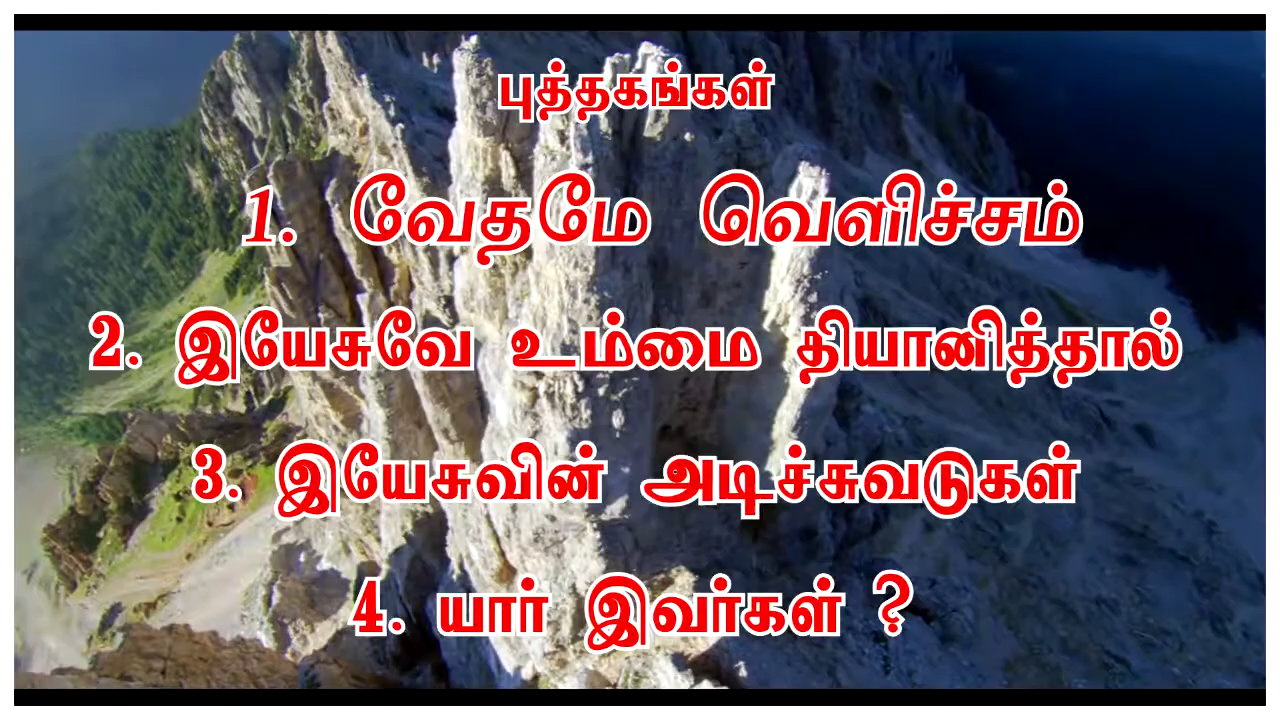 புத்தகங்கள்
1. வேதமே வெளிச்சம்
2. இயேசுவே உம்மை தியானித்தால்
3. இயேசுவின் அடிச்சுவடுகள்
4. யார் இவர்கள் ?